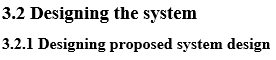 3.2 Designing the system
3.2.1 Designing proposed system design